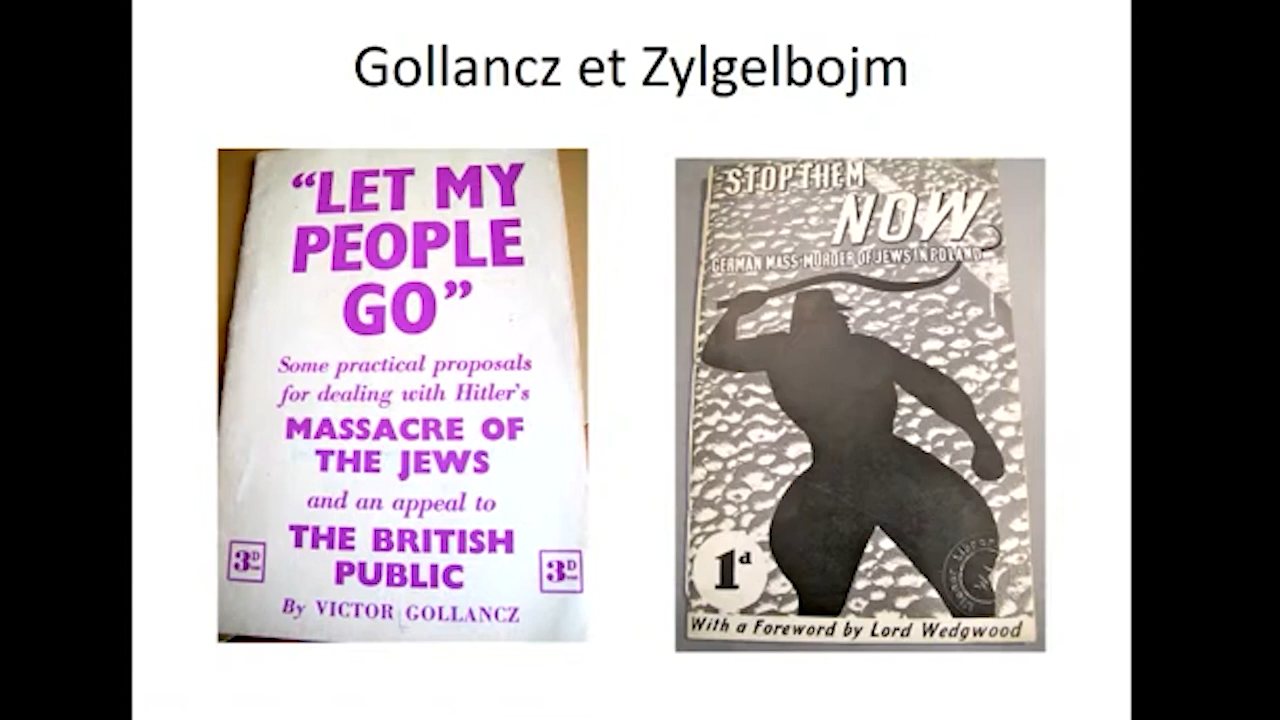 Gollancz et Zylgelbojm
“LET MY
PEOPLE
GO”
Some practical proposals
for dealing with Hitler's
MASSACRE OF
THE JEWS
and an appeal to
THE BRITISH
PUBLIC
3D
3D
By VICTOR GOLLANCZ
STOP THEM
NOW
GERMAN MASS MURDER OF JEWS IN POLAND
1d
With a Foreword by Lord Wedgwood